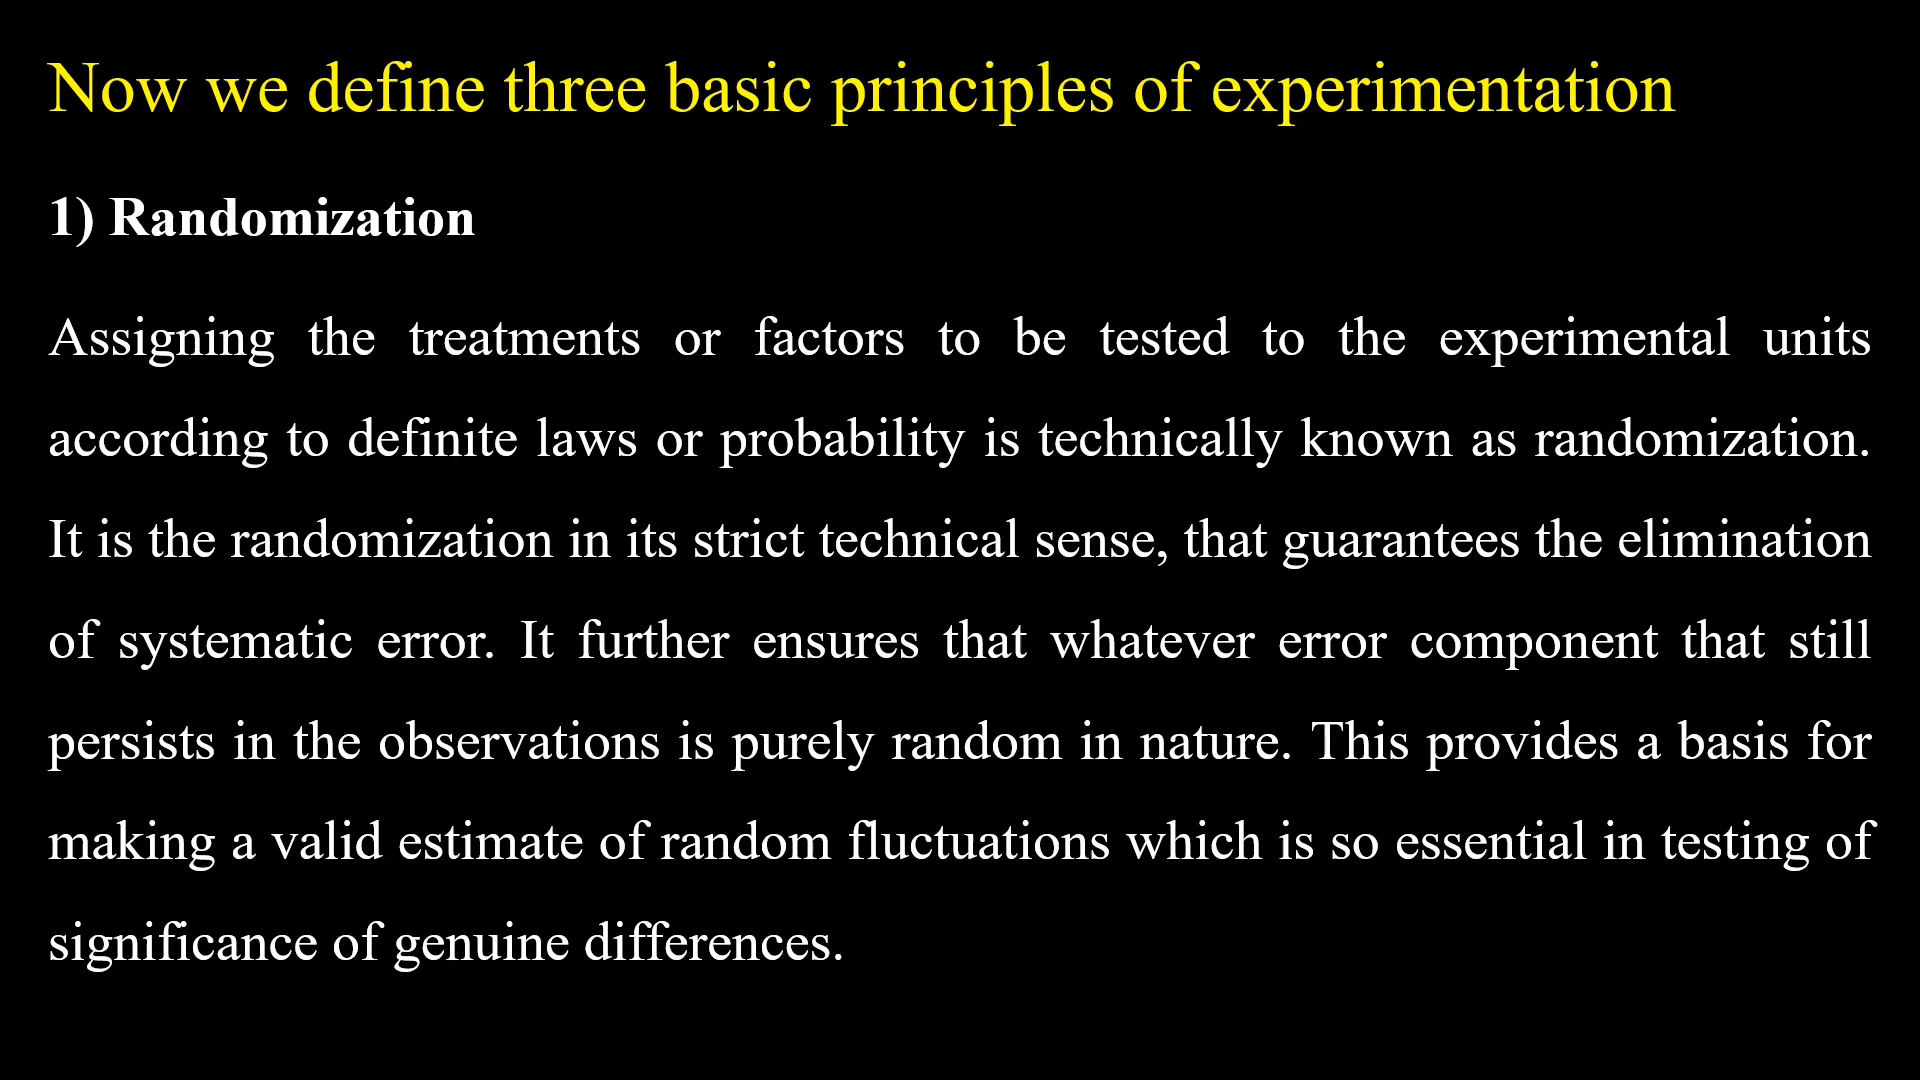 Now we define three basic principles of experimentation
1) Randomization
Assigning the treatments or factors to be tested to the experimental units
according to definite laws or probability is technically known as randomization.
It is the randomization in its strict technical sense, that guarantees the elimination
of systematic error. It further ensures that whatever error component that still
persists in the observations is purely random in nature. This provides a basis for
making a valid estimate of random fluctuations which is so essential in testing of
significance of genuine differences.